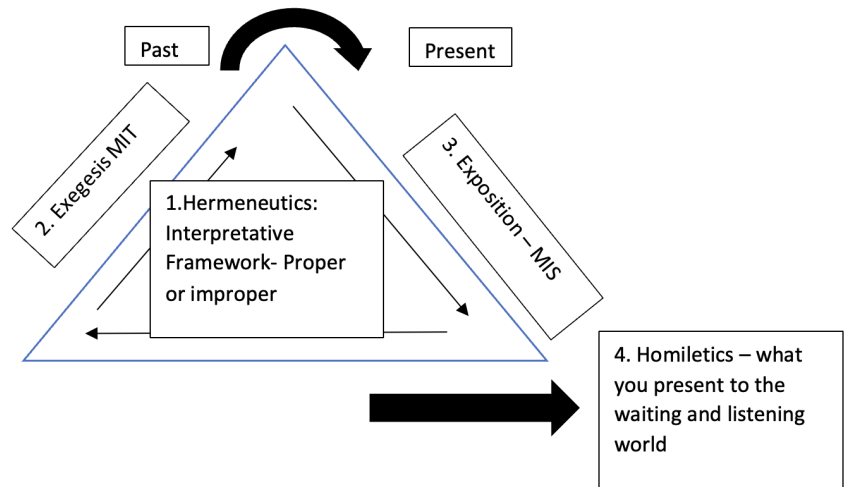 Past
Present
2. Exegesis MIT
3. Exposition – MIS
1.Hermeneutics:
Interpretative
Framework- Proper
or improper
4. Homiletics – what
you present to the
waiting and listening
world